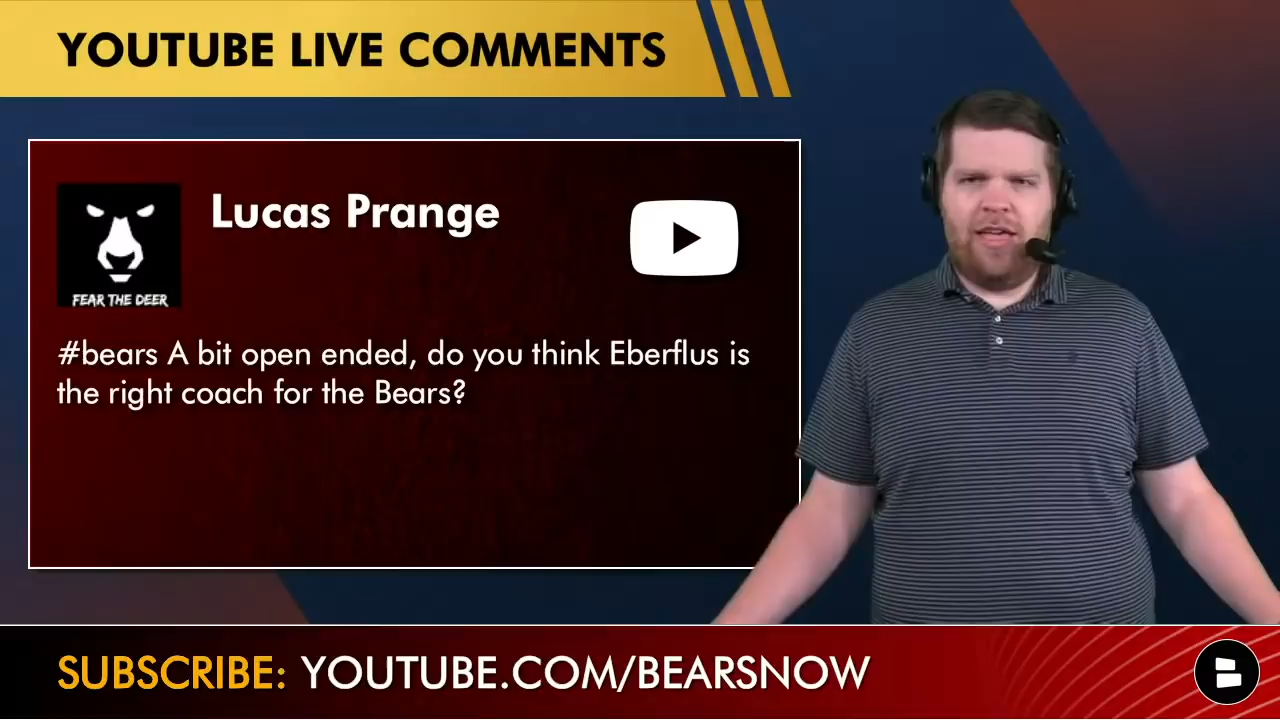 YOUTUBE LIVE COMMENTS
Lucas Prange
FEAR THE DEER
#bears A bit open ended, do you think Eberflus is
the right coach for the Bears?
SUBSCRIBE: YOUTUBE.COM/BEARSNOW